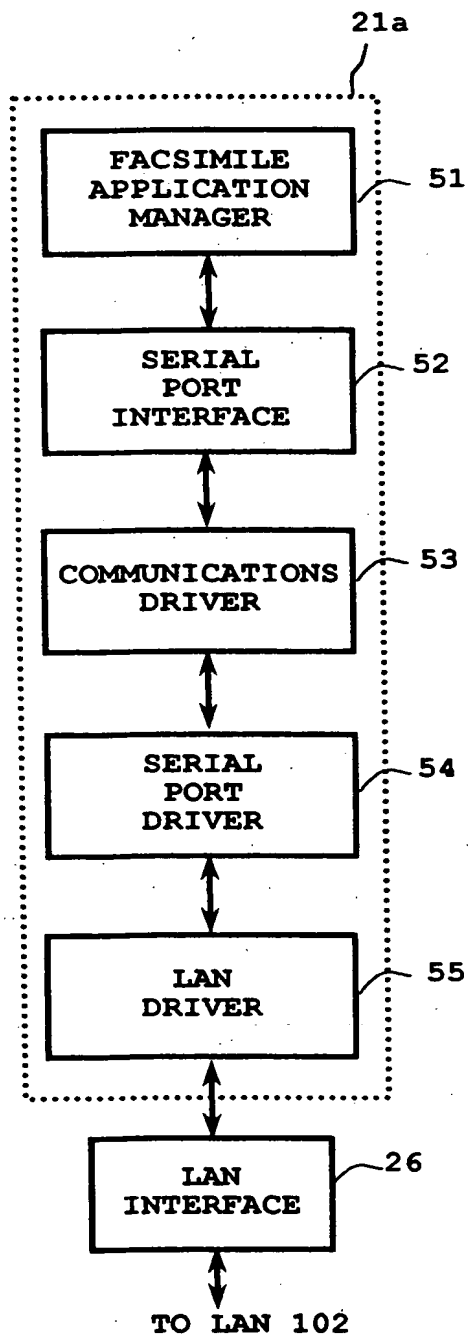 21a
FACSIMILE
APPLICATION
MANAGER
51
SERIAL
PORT
INTERFACE
52
COMMUNICATIONS
DRIVER
53
SERIAL
PORT
DRIVER
54
LAN
DRIVER
55
LAN
INTERFACE
26
TO LAN 102